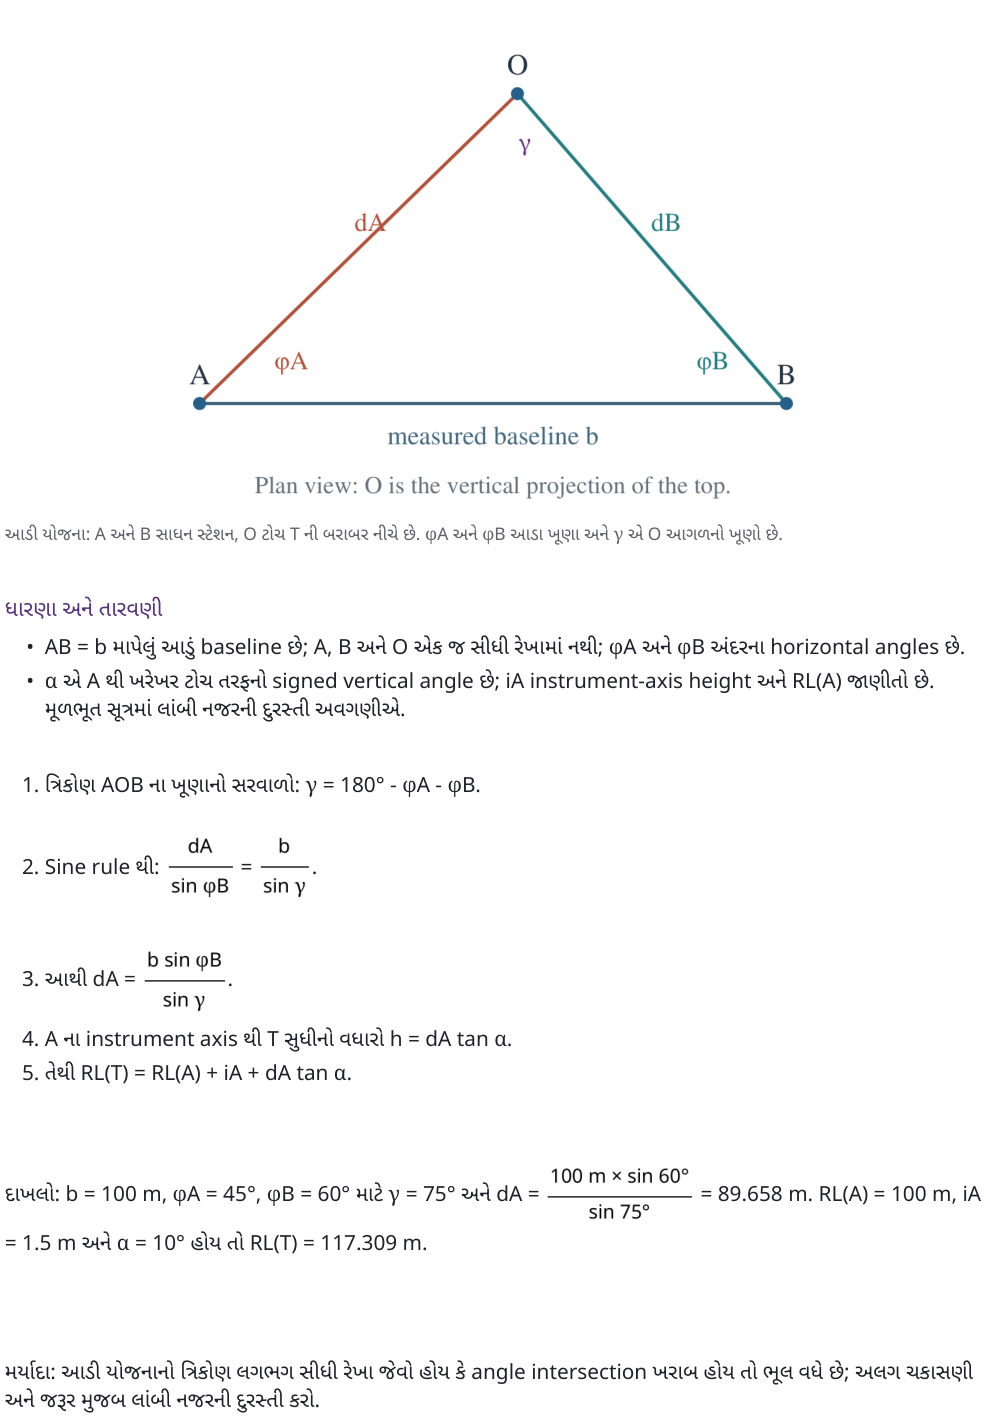 O
γ
dA
dB
φA
φB
A
B
measured baseline b
Plan view: O is the vertical projection of the top.
આડી યોજના: A અને B સાધન સ્ટેશન, O ટોચ T ની બરાબર નીચે છે. φA અને φB આડા ખૂણા અને γ એ O આગળનો ખૂણો છે.
ધારણા અને તારવણી
• AB = b માપેલું આડું baseline છે; A, B અને O એક જ સીધી રેખામાં નથી; φA અને φB અંદરના horizontal angles છે.
• α એ A થી ખરેખર ટોચ તરફનો signed vertical angle છે; iA instrument-axis height અને RL(A) જાણીતો છે.
મૂળભૂત સૂત્રમાં લાંબી નજરની દુરસ્તી અવગણીએ.
1. ત્રિકોણ AOB ના ખૂણાનો સરવાળો: γ = 180° - φA - φB.
2. Sine rule થી: dA / sin φB = b / sin γ.
3. આથી dA = b sin φB / sin γ.
4. A ના instrument axis થી T સુધીનો વધારો h = dA tan α.
5. તેથી RL(T) = RL(A) + iA + dA tan α.
દાખલો: b = 100 m, φA = 45°, φB = 60° માટે γ = 75° અને dA = 100 m × sin 60° / sin 75° = 89.658 m. RL(A) = 100 m, iA
= 1.5 m અને α = 10° હોય તો RL(T) = 117.309 m.
મર્યાદા: આડી યોજનાનો ત્રિકોણ લગભગ સીધી રેખા જેવો હોય કે angle intersection ખરાબ હોય તો ભૂલ વધે છે; અલગ ચકાસણી
અને જરૂર મુજબ લાંબી નજરની દુરસ્તી કરો.